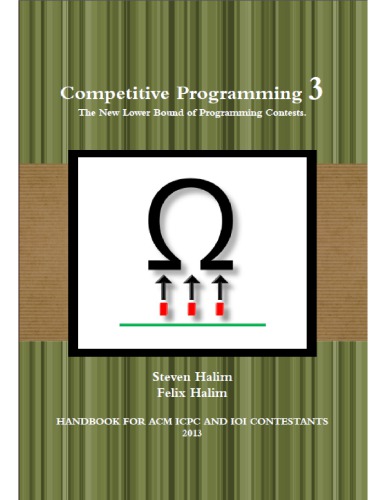 Competitive Programming 3
The New Lower Bound of Programming Contests.
Ω
Steven Halim
Felix Halim
HANDBOOK FOR ACM ICPC AND IOI CONTESTANTS
2013